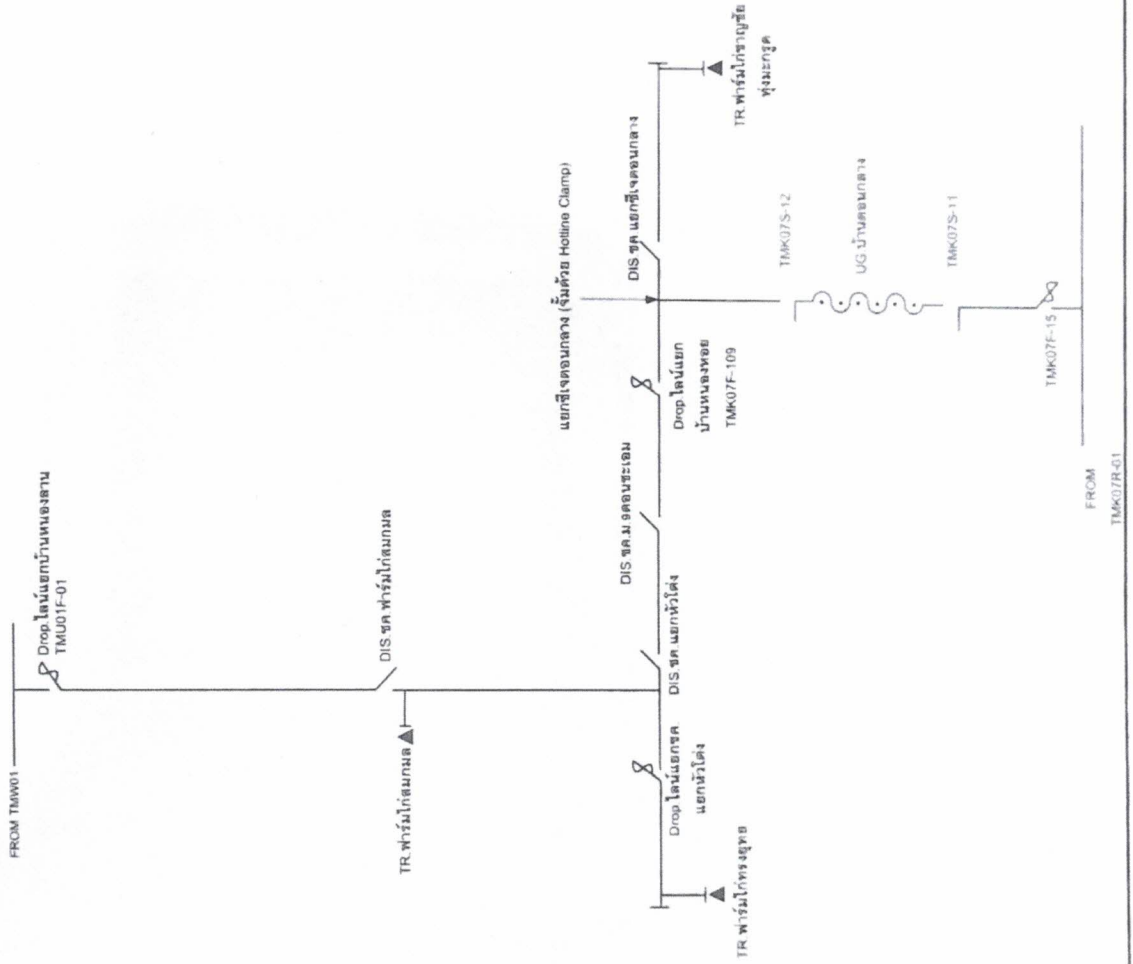 FROM TMW01
Drop.ไลน์แยกบ้านหนองลาน
TMU01F-01
DIS.ชค.ฟาร์มไก่สมกมล
TR.ฟาร์มไก่สมกมล
แยกซีเจดอนกลาง (จั้มด้วย Hotline Clamp)
DIS.ชค.แยกซีเจดอนกลาง
TR.ฟาร์มไก่ชาญชัย
ทุ่งมะกรูด
Drop.ไลน์แยก
บ้านหนองหอย
TMK07F-109
DIS.ชค.ม.9ดอนชะเอม
DIS.ชค.แยกหัวโด่ง
Drop.ไลน์แยกชค.
แยกหัวโด่ง
TR.ฟาร์มไก่ทรงยุทธ
TMK07S-12
UG.บ้านดอนกลาง
TMK07S-11
TMK07F-15
FROM
TMK07R-01